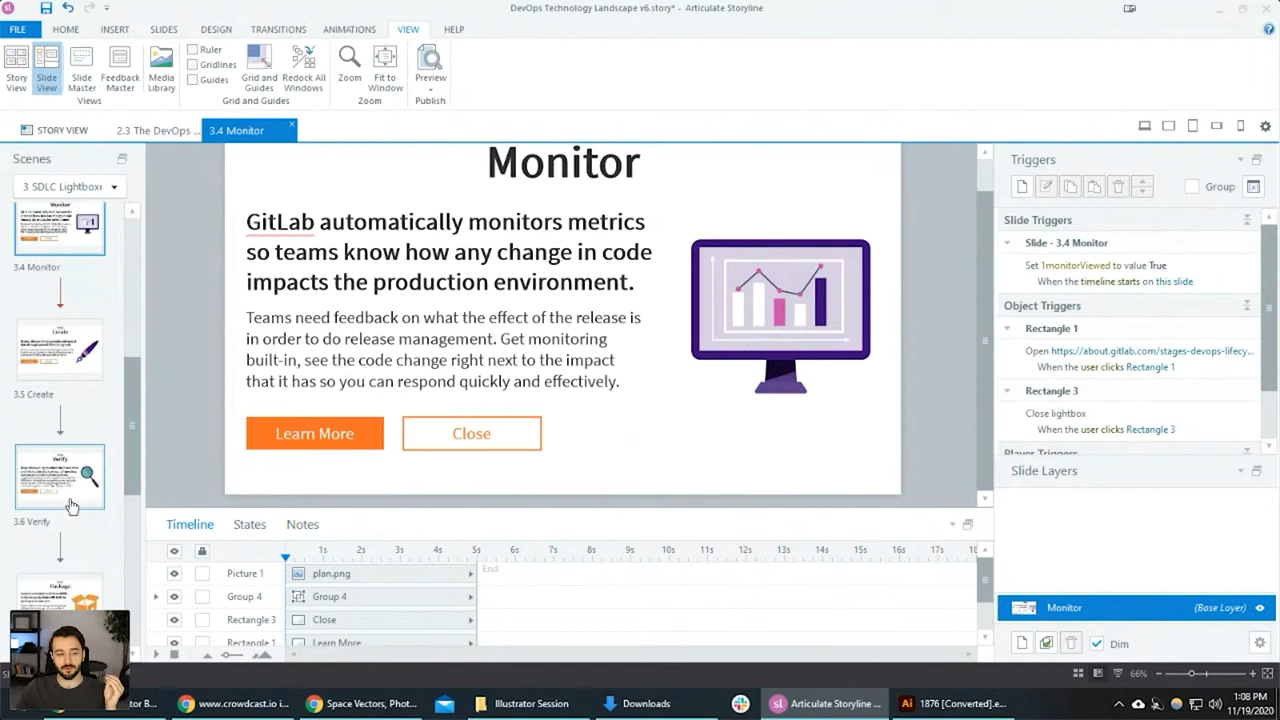 DevOps Technology Landscape v6.story* - Articulate Storyline
FILE HOME INSERT SLIDES DESIGN TRANSITIONS ANIMATIONS VIEW HELP
Story View
Slide View
Slide Master
Feedback Master
Views
Media Library
Ruler
Gridlines
Guides
Grid and Guides
Redock All Windows
Grid and Guides
Zoom
Fit to Window
Zoom
Preview
Publish
STORY VIEW 2.3 The DevOps ... 3.4 Monitor
Scenes
3 SDLC Lightbox
Monitor
3.4 Monitor
Create
3.5 Create
Verify
3.6 Verify
Package
Monitor
GitLab automatically monitors metrics
so teams know how any change in code
impacts the production environment.
Teams need feedback on what the effect of the release is
in order to do release management. Get monitoring
built-in, see the code change right next to the impact
that it has so you can respond quickly and effectively.
Learn More Close
Timeline States Notes
1s 2s 3s 4s 5s 6s 7s 8s 9s 10s 11s 12s 13s 14s 15s 16s 17s 18
End
Picture 1 plan.png
Group 4 Group 4
Rectangle 3 Close
Rectangle 1 Learn More
Triggers
Group
Slide Triggers
Slide - 3.4 Monitor
Set 1monitorViewed to value True
When the timeline starts on this slide
Object Triggers
Rectangle 1
Open https://about.gitlab.com/stages-devops-lifecy...
When the user clicks Rectangle 1
Rectangle 3
Close lightbox
When the user clicks Rectangle 3
Player Triggers
Slide Layers
Monitor (Base Layer)
Dim
66%
www.crowdcast.io i... Space Vectors, Phot... Illustrator Session Downloads Articulate Storyline ... 1876 [Converted].e...
1:08 PM
11/19/2020